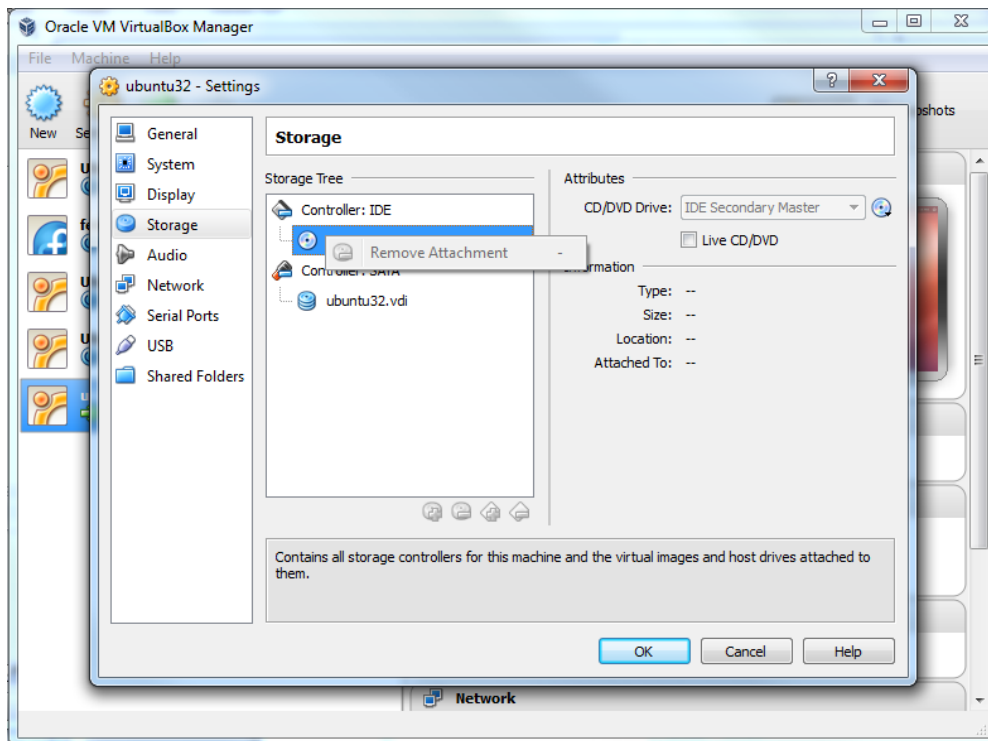 Oracle VM VirtualBox Manager
File Machine Help
ubuntu32 - Settings
New
General
System
Display
Storage
Audio
Network
Serial Ports
USB
Shared Folders
Storage
Storage Tree
Controller: IDE
Remove Attachment -
Controller: SATA
ubuntu32.vdi
Attributes
CD/DVD Drive: IDE Secondary Master
Live CD/DVD
Information
Type: --
Size: --
Location: --
Attached To: --
Contains all storage controllers for this machine and the virtual images and host drives attached to
them.
OK Cancel Help
Network